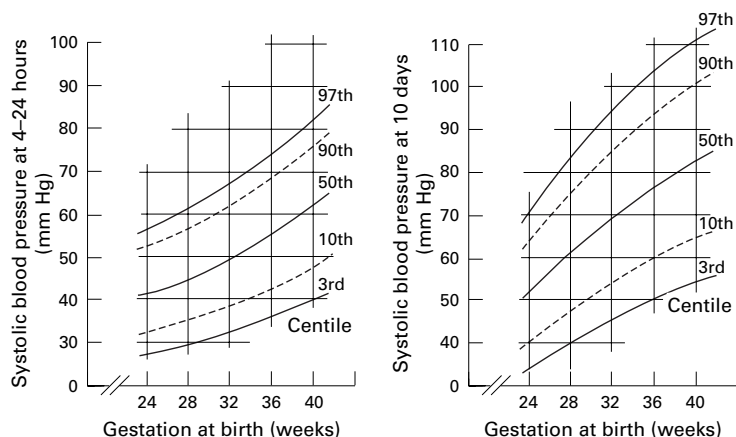 Systolic blood pressure at 4–24 hours
(mm Hg)
100
90
80
70
60
50
40
30
0
97th
90th
50th
10th
3rd
Centile
24
28
32
36
40
Gestation at birth (weeks)
Systolic blood pressure at 10 days
(mm Hg)
110
100
90
80
70
60
50
40
0
97th
90th
50th
10th
3rd
Centile
24
28
32
36
40
Gestation at birth (weeks)